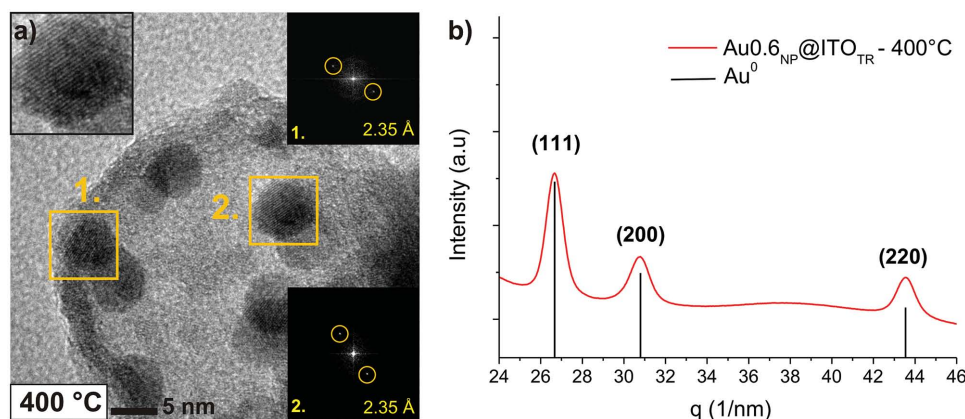 a)
1.
2.35 Å
1.
2.
2.
2.35 Å
400 °C
5 nm
b)
Au0.6NP@ITOTR - 400°C
Au0
(111)
(200)
(220)
Intensity (a.u)
24 26 28 30 32 34 36 38 40 42 44 46
q (1/nm)